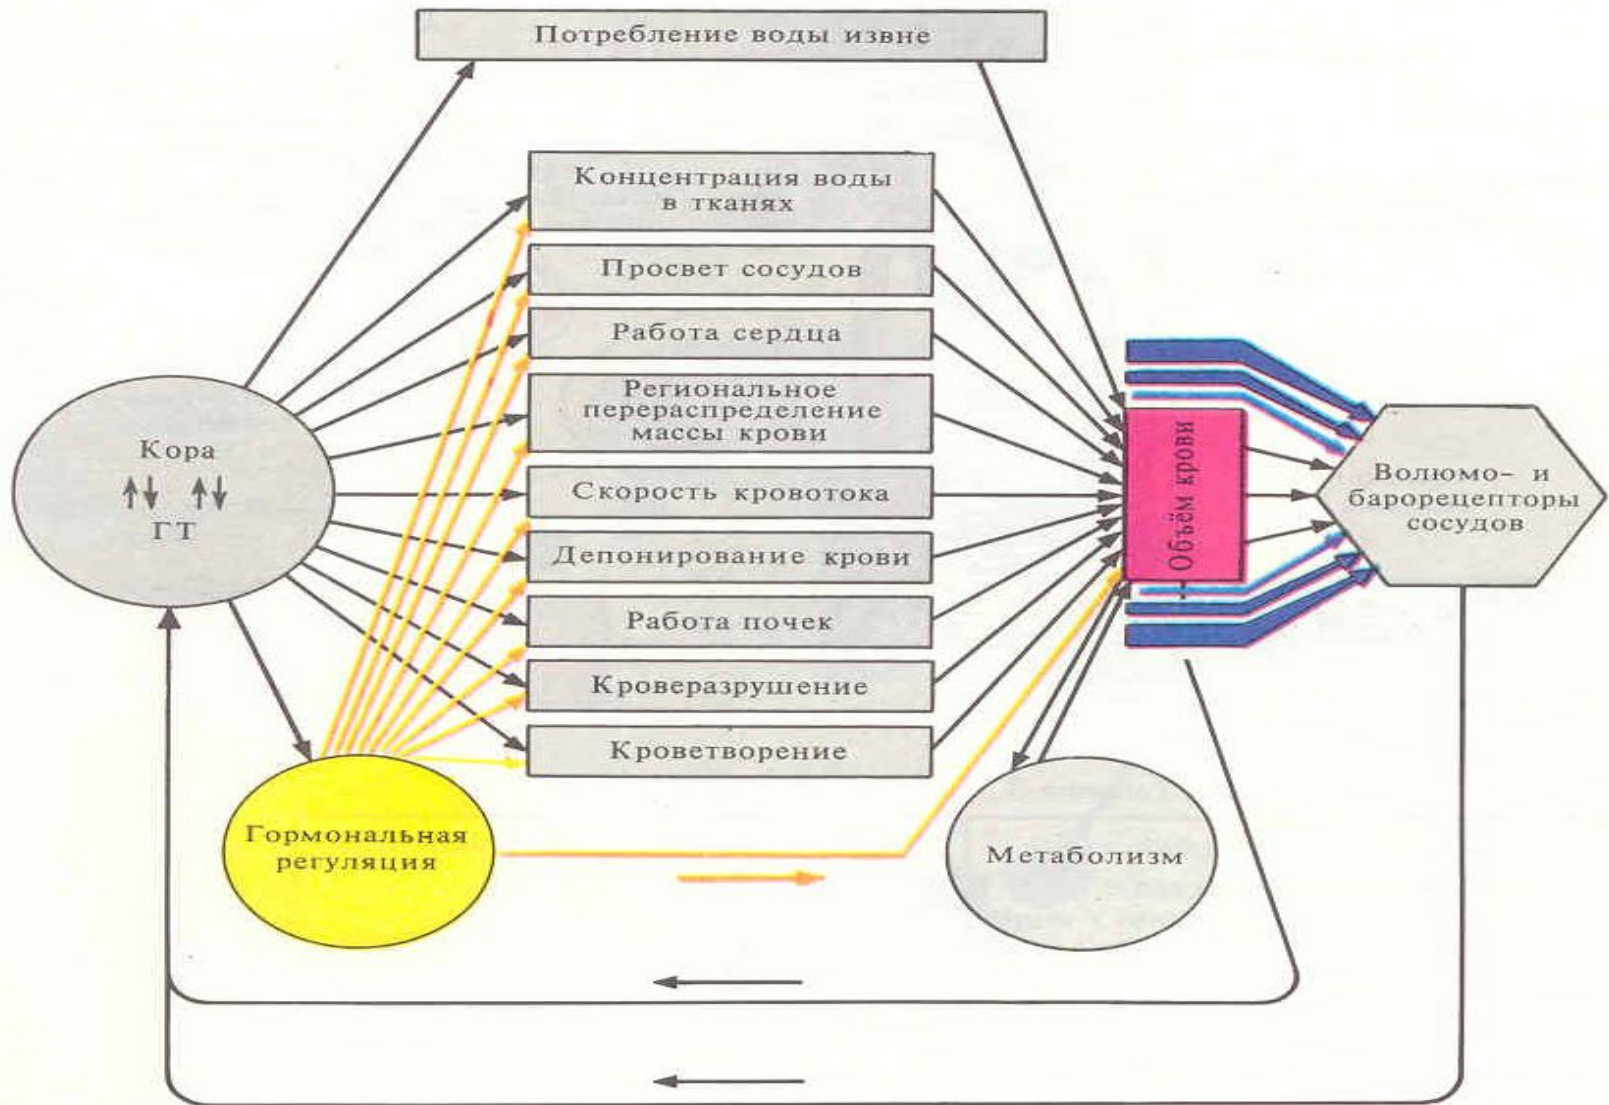 Потребление воды извне
Концентрация воды
в тканях
Просвет сосудов
Работа сердца
Региональное
перераспределение
массы крови
Скорость кровотока
Депонирование крови
Работа почек
Кроверазрушение
Кроветворение
Кора
ГТ
Гормональная
регуляция
Метаболизм
Объём крови
Волюмо- и
барорецепторы
сосудов